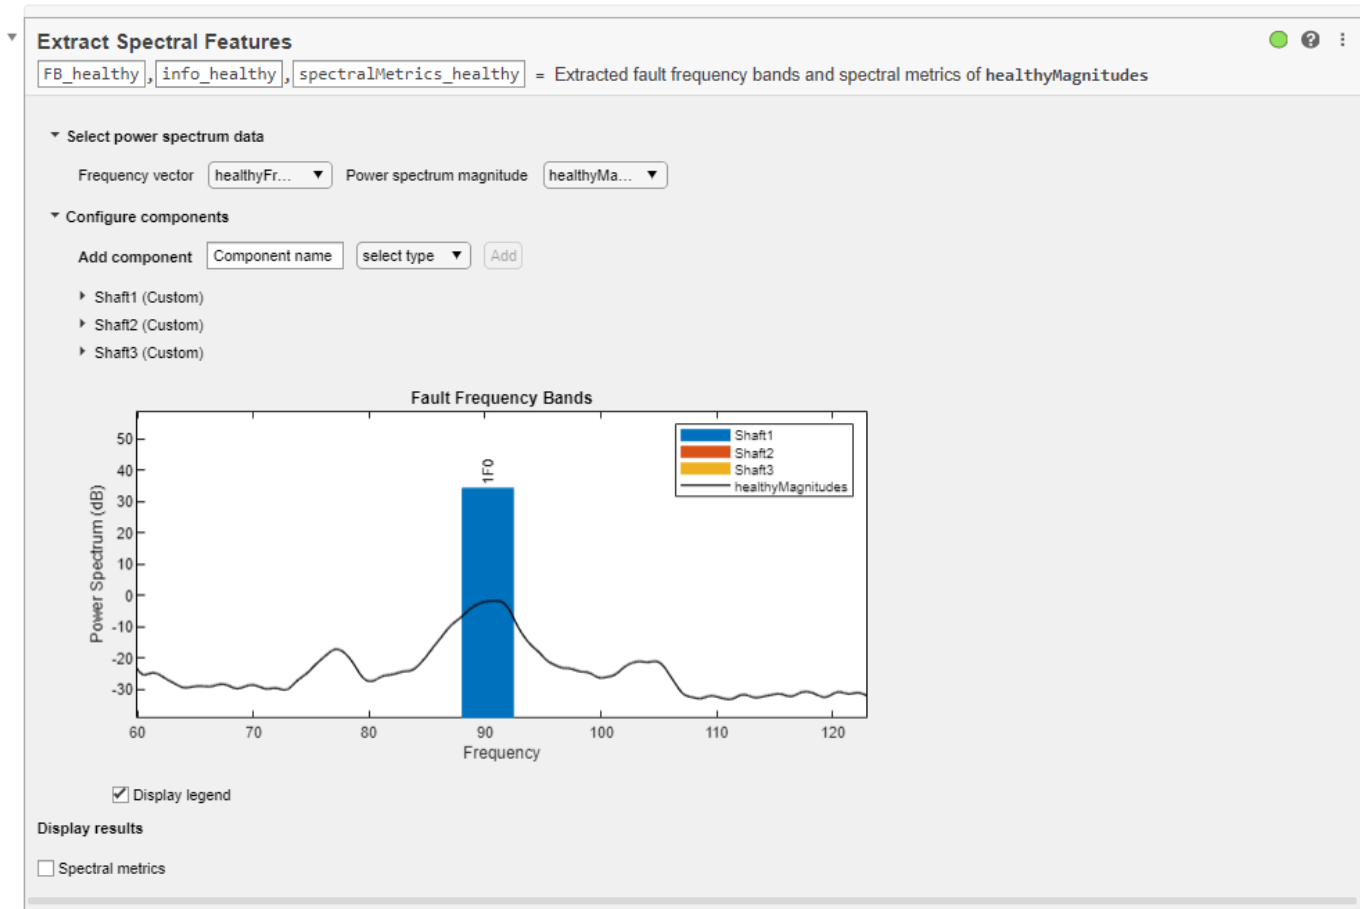 Extract Spectral Features
FB_healthy , info_healthy , spectralMetrics_healthy = Extracted fault frequency bands and spectral metrics of healthyMagnitudes
Select power spectrum data
Frequency vector healthyFr... Power spectrum magnitude healthyMa...
Configure components
Add component Component name select type Add
Shaft1 (Custom)
Shaft2 (Custom)
Shaft3 (Custom)
Fault Frequency Bands
Power Spectrum (dB)
50
40
30
20
10
0
-10
-20
-30
1F0
Shaft1
Shaft2
Shaft3
healthyMagnitudes
60 70 80 90 100 110 120
Frequency
Display legend
Display results
Spectral metrics